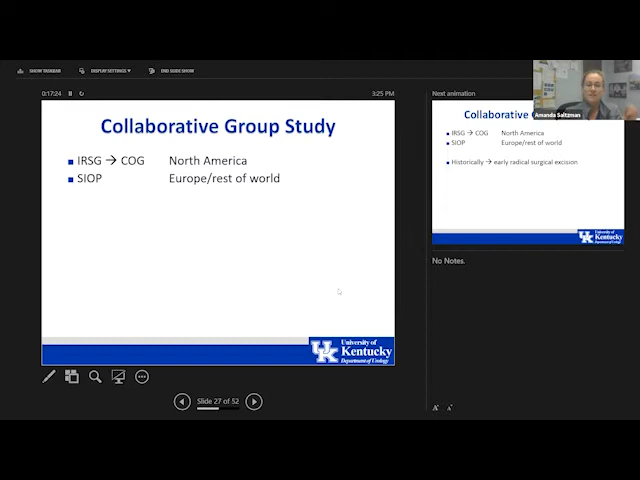 SHOW TASKBAR
DISPLAY SETTINGS ▼
END SLIDE SHOW
0:17:24
3:25 PM
Collaborative Group Study
■ IRSG → COG North America
■ SIOP Europe/rest of world
University of
Kentucky
Department of Urology
UK
Slide 27 of 52
Next animation
Amanda Saltzman
Collaborative
■ IRSG → COG North America
■ SIOP Europe/rest of world
■ Historically → early radical surgical excision
University of
Kentucky
Department of Urology
UK
No Notes.
A
A